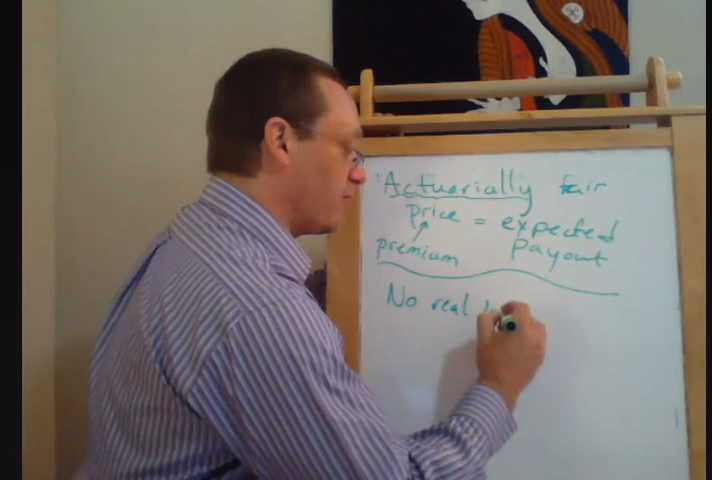 Actuarially fair
price = expected
premium payout
No real